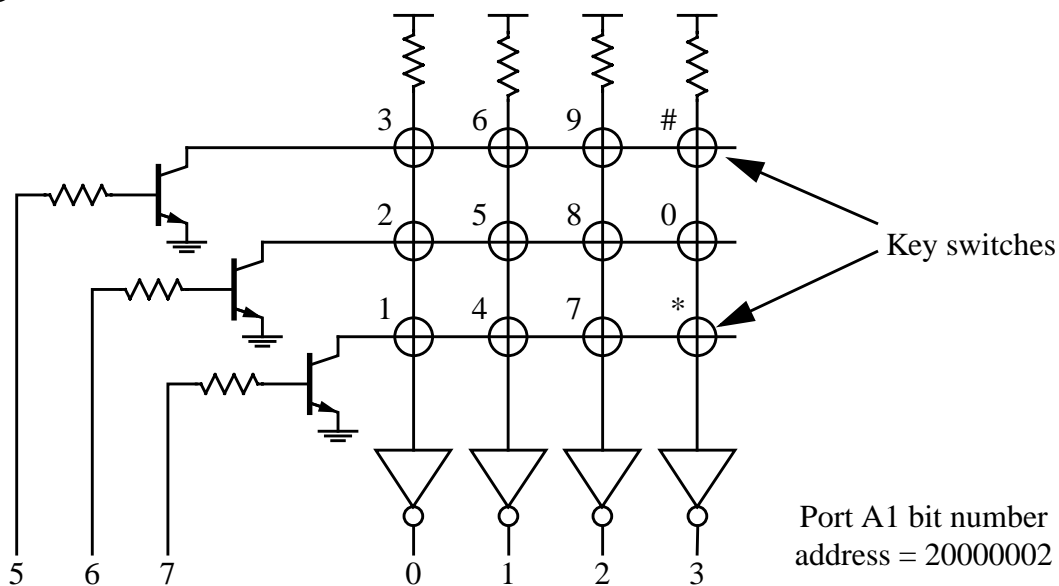 3 6 9 #
2 5 8 0
Key switches
1 4 7 *
Port A1 bit number
address = 20000002
5 6 7 0 1 2 3